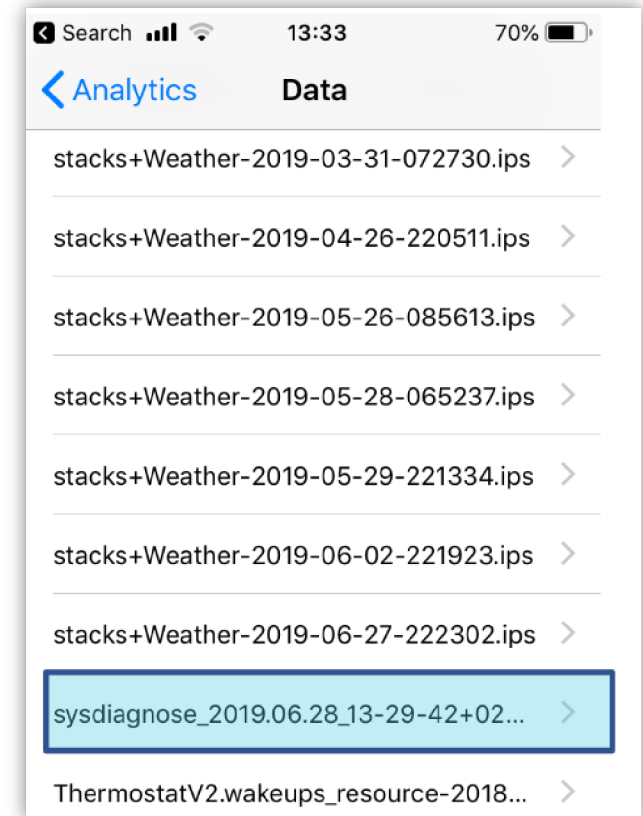 Search 13:33 70%
Analytics Data
stacks+Weather-2019-03-31-072730.ips
stacks+Weather-2019-04-26-220511.ips
stacks+Weather-2019-05-26-085613.ips
stacks+Weather-2019-05-28-065237.ips
stacks+Weather-2019-05-29-221334.ips
stacks+Weather-2019-06-02-221923.ips
stacks+Weather-2019-06-27-222302.ips
sysdiagnose_2019.06.28_13-29-42+02...
ThermostatV2.wakeups_resource-2018...